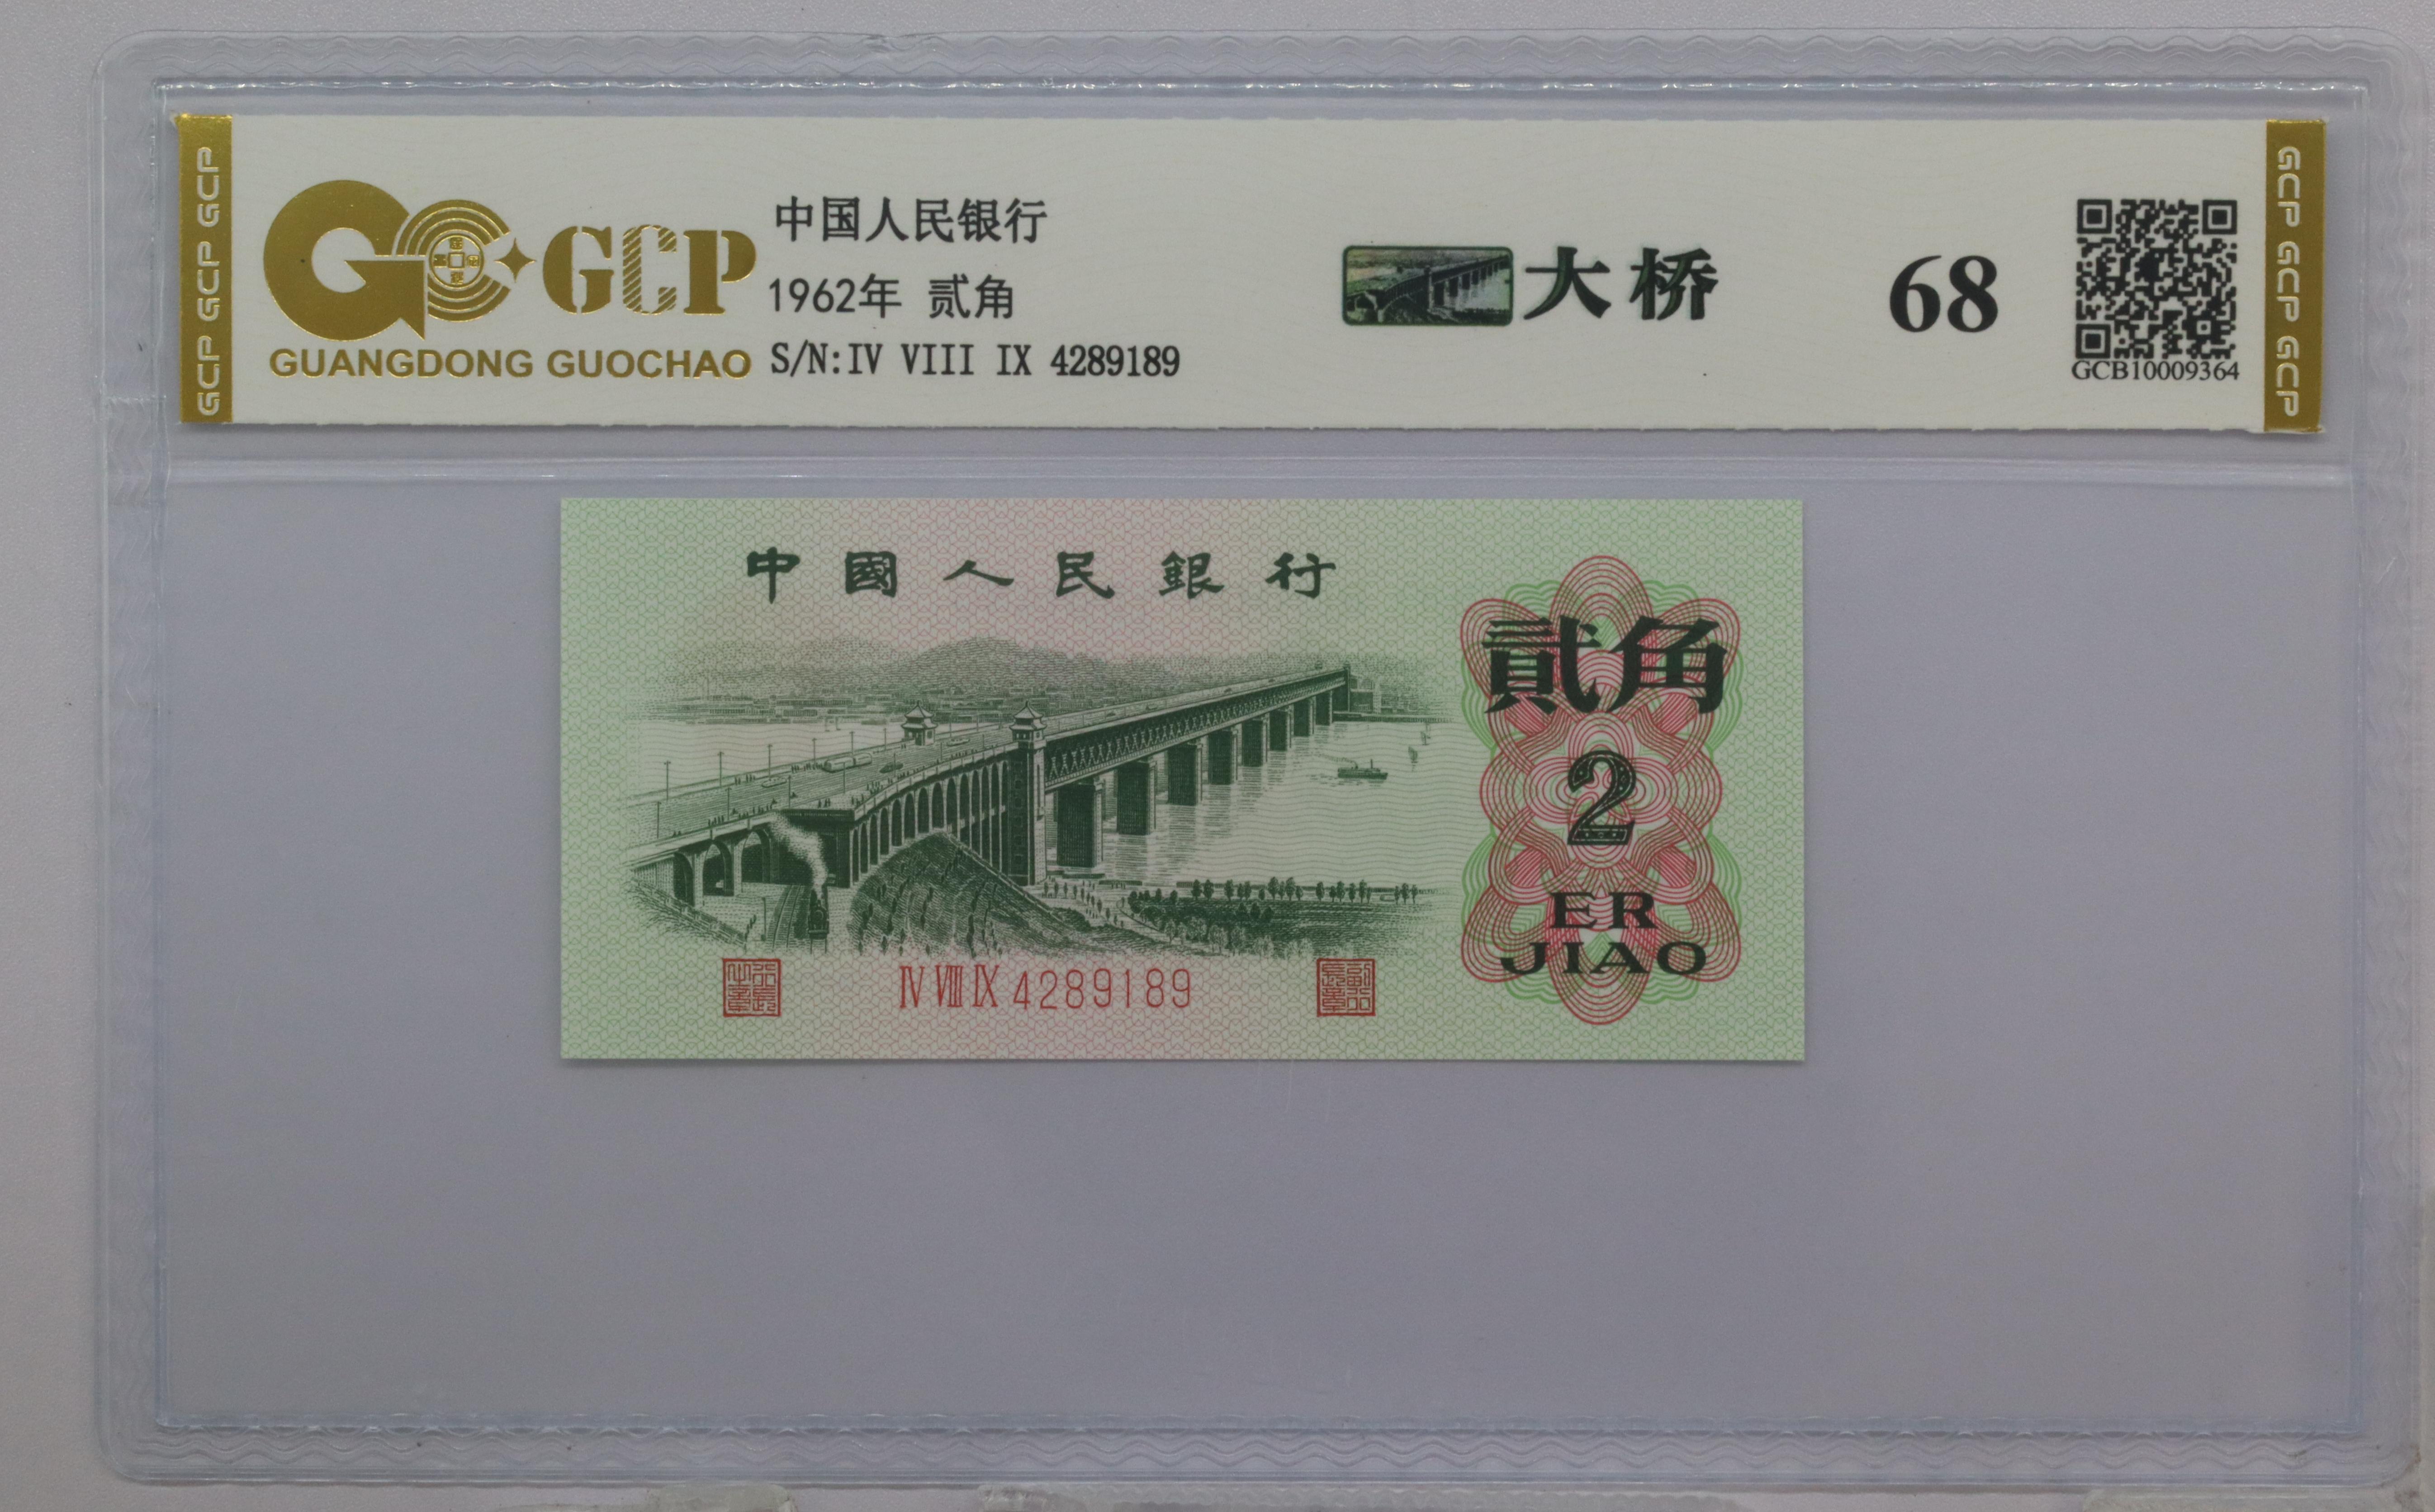 GCP GCP GCP
GCP
GUANGDONG GUOCHAO
中国人民银行
1962年 贰角
S/N:IV VIII IX 4289189
大桥
68
GCB10009364
GCP GCP GCP
中國人民銀行
貳角
2
ER
JIAO
IV VIII IX 4289189